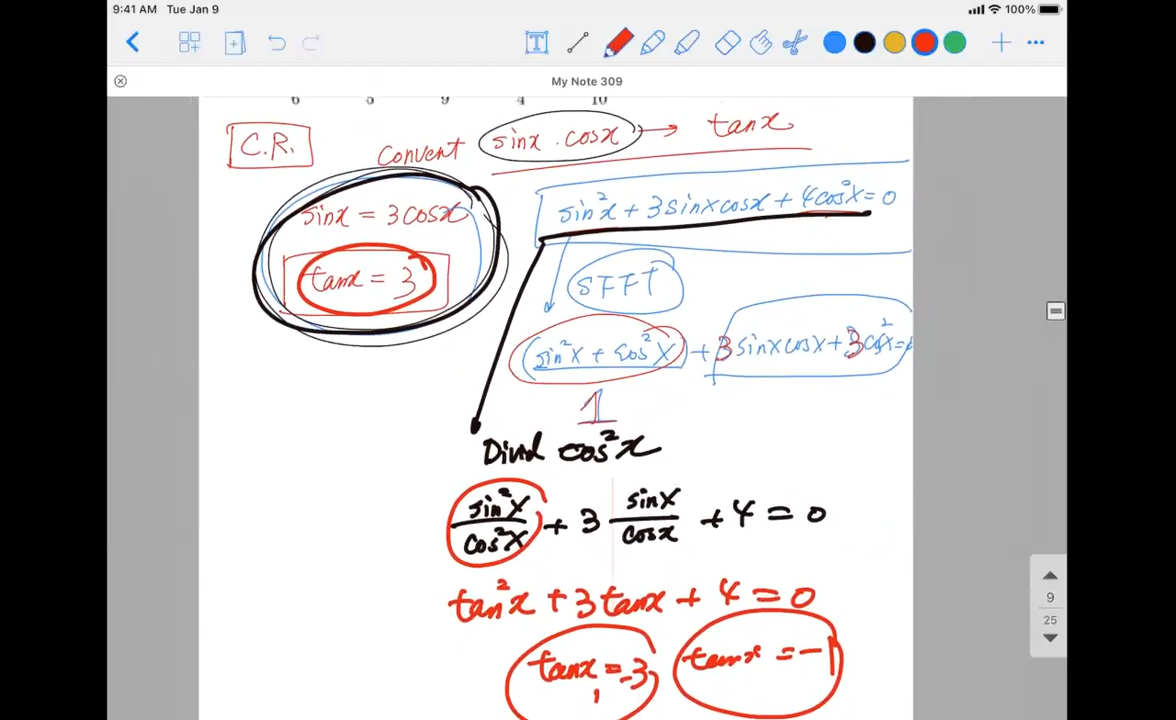 9:41 AM Tue Jan 9
100%
My Note 309
6 8 9 4 10
C.R.
Convent sinx . cosx → tanx
sinx = 3cosx
tanx = 3
sin²x + 3sinxcosx + 4cos²x = 0
SFFT
(sin²x + cos²x) + 3sinxcosx + 3cos²x =
1
Divid cos²x
sin²x/cos²x + 3 sinx/cosx + 4 = 0
tan²x + 3tanx + 4 = 0
tanx = -3 tanx = -1
9
25